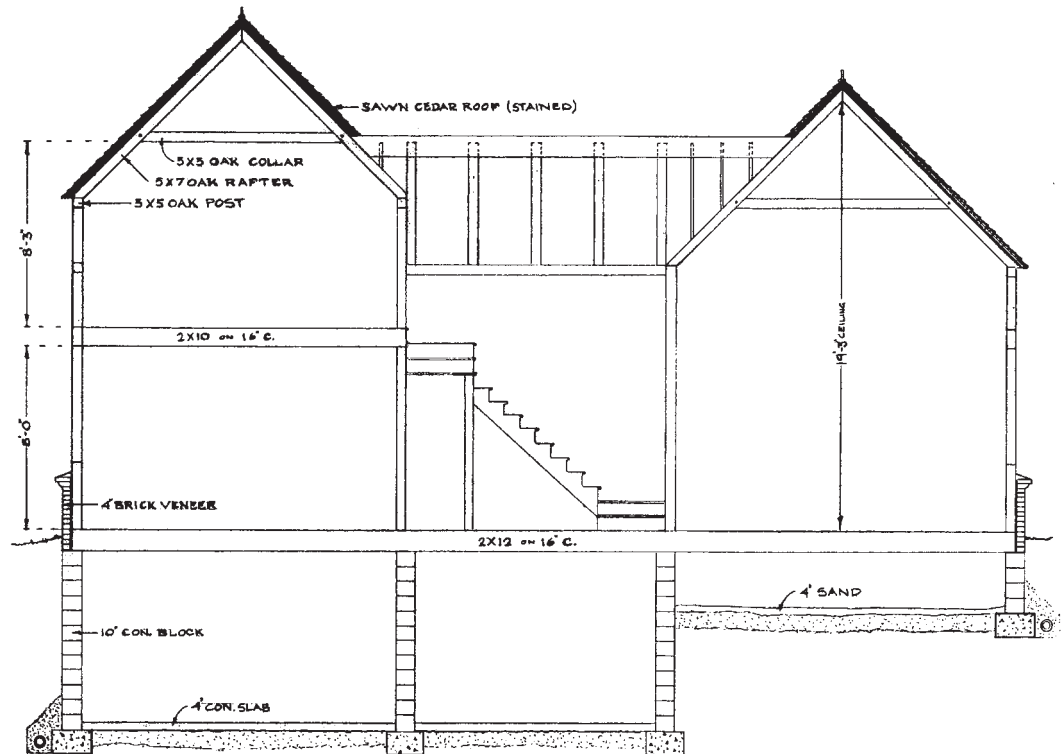 SAWN CEDAR ROOF (STAINED)
5X5 OAK COLLAR
5X7 OAK RAFTER
5X5 OAK POST
8'-3"
2X10 ON 16" C.
19'-3" CEILING
8'-0"
4" BRICK VENEER
2X12 ON 16" C.
4" SAND
10" CON. BLOCK
4" CON. SLAB